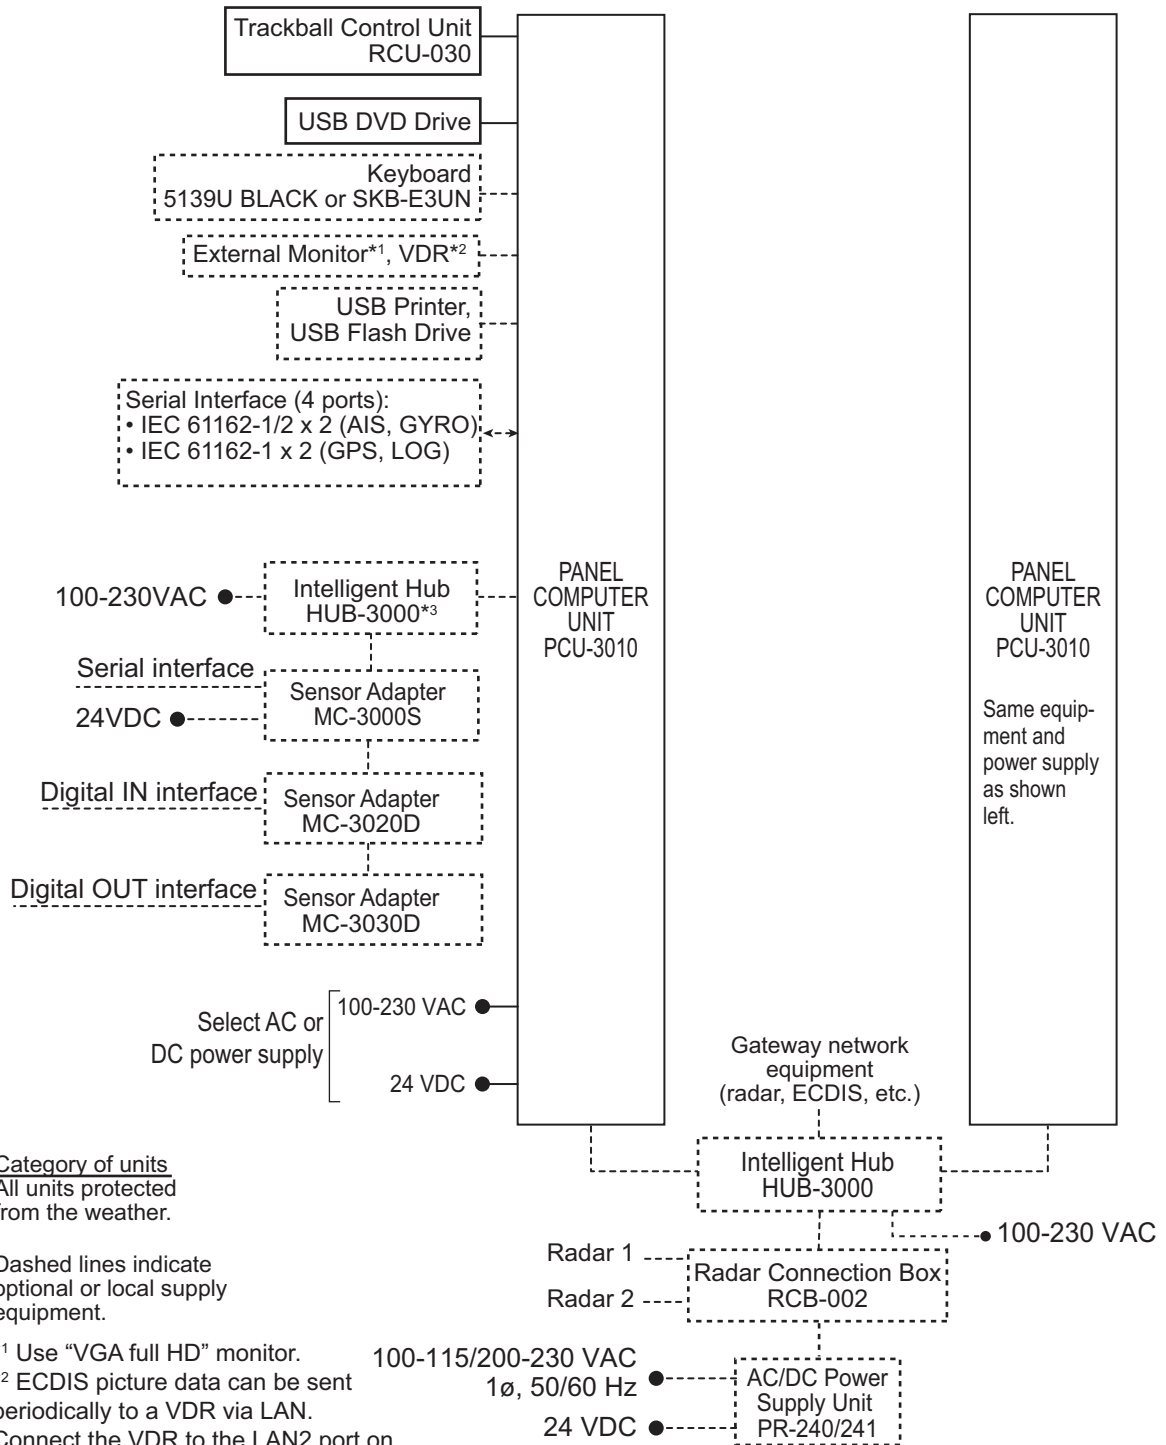 Trackball Control Unit
RCU-030
USB DVD Drive
Keyboard
5139U BLACK or SKB-E3UN
External Monitor*1, VDR*2
USB Printer,
USB Flash Drive
Serial Interface (4 ports):
• IEC 61162-1/2 x 2 (AIS, GYRO)
• IEC 61162-1 x 2 (GPS, LOG)
100-230VAC
Intelligent Hub
HUB-3000*3
Serial interface
24VDC
Sensor Adapter
MC-3000S
Digital IN interface
Sensor Adapter
MC-3020D
Digital OUT interface
Sensor Adapter
MC-3030D
PANEL
COMPUTER
UNIT
PCU-3010
PANEL
COMPUTER
UNIT
PCU-3010
Same equip-
ment and
power supply
as shown
left.
Select AC or
DC power supply
100-230 VAC
24 VDC
Gateway network
equipment
(radar, ECDIS, etc.)
Intelligent Hub
HUB-3000
100-230 VAC
Radar 1
Radar 2
Radar Connection Box
RCB-002
100-115/200-230 VAC
1ø, 50/60 Hz
24 VDC
AC/DC Power
Supply Unit
PR-240/241
Category of units
All units protected
from the weather.
Dashed lines indicate
optional or local supply
equipment.
*1 Use “VGA full HD” monitor.
*2 ECDIS picture data can be sent
periodically to a VDR via LAN.
Connect the VDR to the LAN2 port on